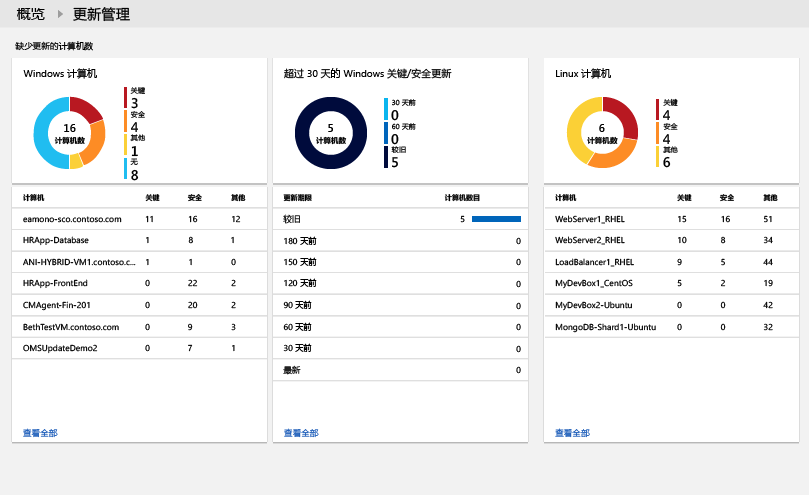 概览 更新管理
缺少更新的计算机数
Windows 计算机
16
计算机数
关键
3
安全
4
其他
1
无
8
计算机 关键 安全 其他
eamono-sco.contoso.com 11 16 12
HRApp-Database 1 8 1
ANI-HYBRID-VM1.contoso.c... 1 1 0
HRApp-FrontEnd 0 22 2
CMAgent-Fin-201 0 20 2
BethTestVM.contoso.com 0 9 3
OMSUpdateDemo2 0 7 1
查看全部
超过 30 天的 Windows 关键/安全更新
5
计算机数
30 天前
0
60 天前
0
较旧
5
更新期限 计算机数目
较旧 5
180 天前 0
150 天前 0
120 天前 0
90 天前 0
60 天前 0
30 天前 0
最新 0
查看全部
Linux 计算机
6
计算机数
关键
4
安全
4
其他
6
计算机 关键 安全 其他
WebServer1_RHEL 15 16 51
WebServer2_RHEL 10 8 34
LoadBalancer1_RHEL 9 5 44
MyDevBox1_CentOS 5 2 19
MyDevBox2-Ubuntu 0 0 42
MongoDB-Shard1-Ubuntu 0 0 32
查看全部